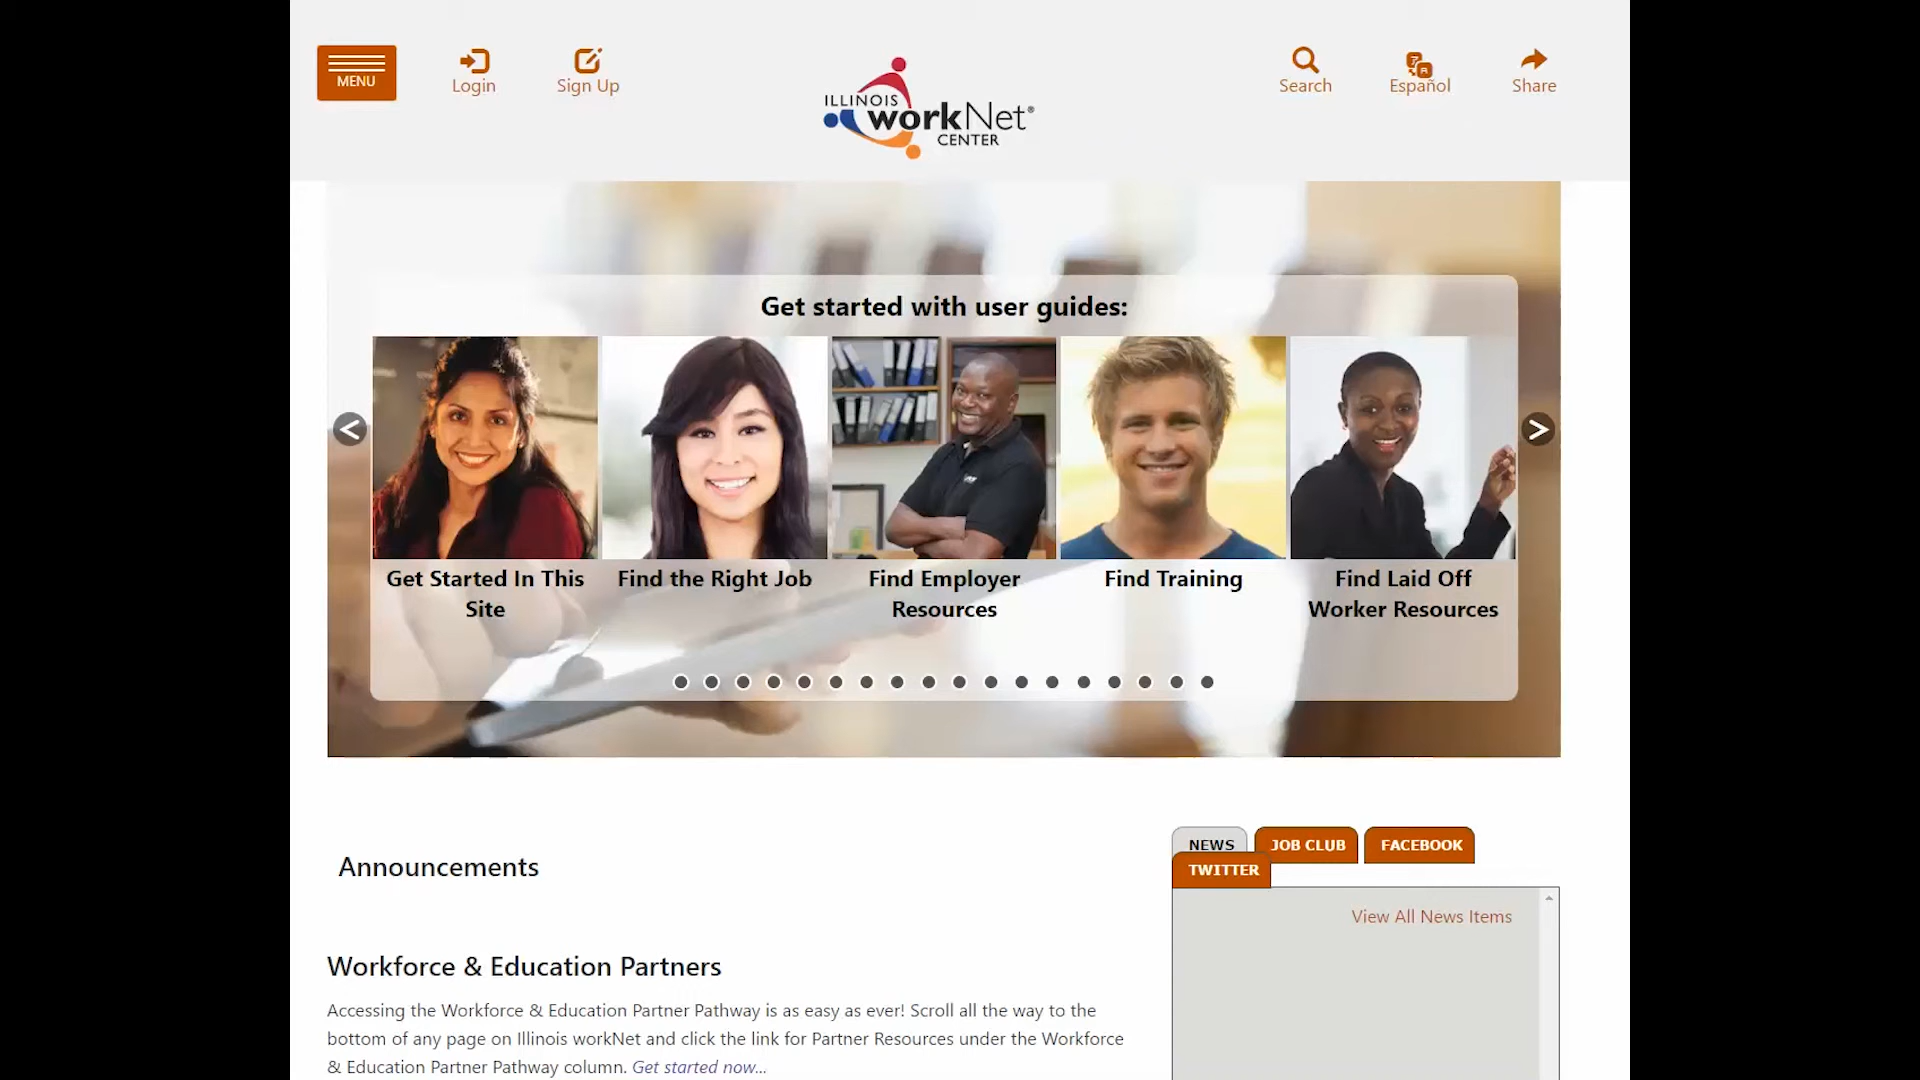 MENU
Login
Sign Up
ILLINOIS
workNet®
CENTER
Search
Español
Share
Get started with user guides:
<
>
Get Started In This
Site
Find the Right Job
Find Employer
Resources
Find Training
Find Laid Off
Worker Resources
Announcements
NEWS
JOB CLUB
FACEBOOK
TWITTER
View All News Items
Workforce & Education Partners
Accessing the Workforce & Education Partner Pathway is as easy as ever! Scroll all the way to the
bottom of any page on Illinois workNet and click the link for Partner Resources under the Workforce
& Education Partner Pathway column. Get started now...